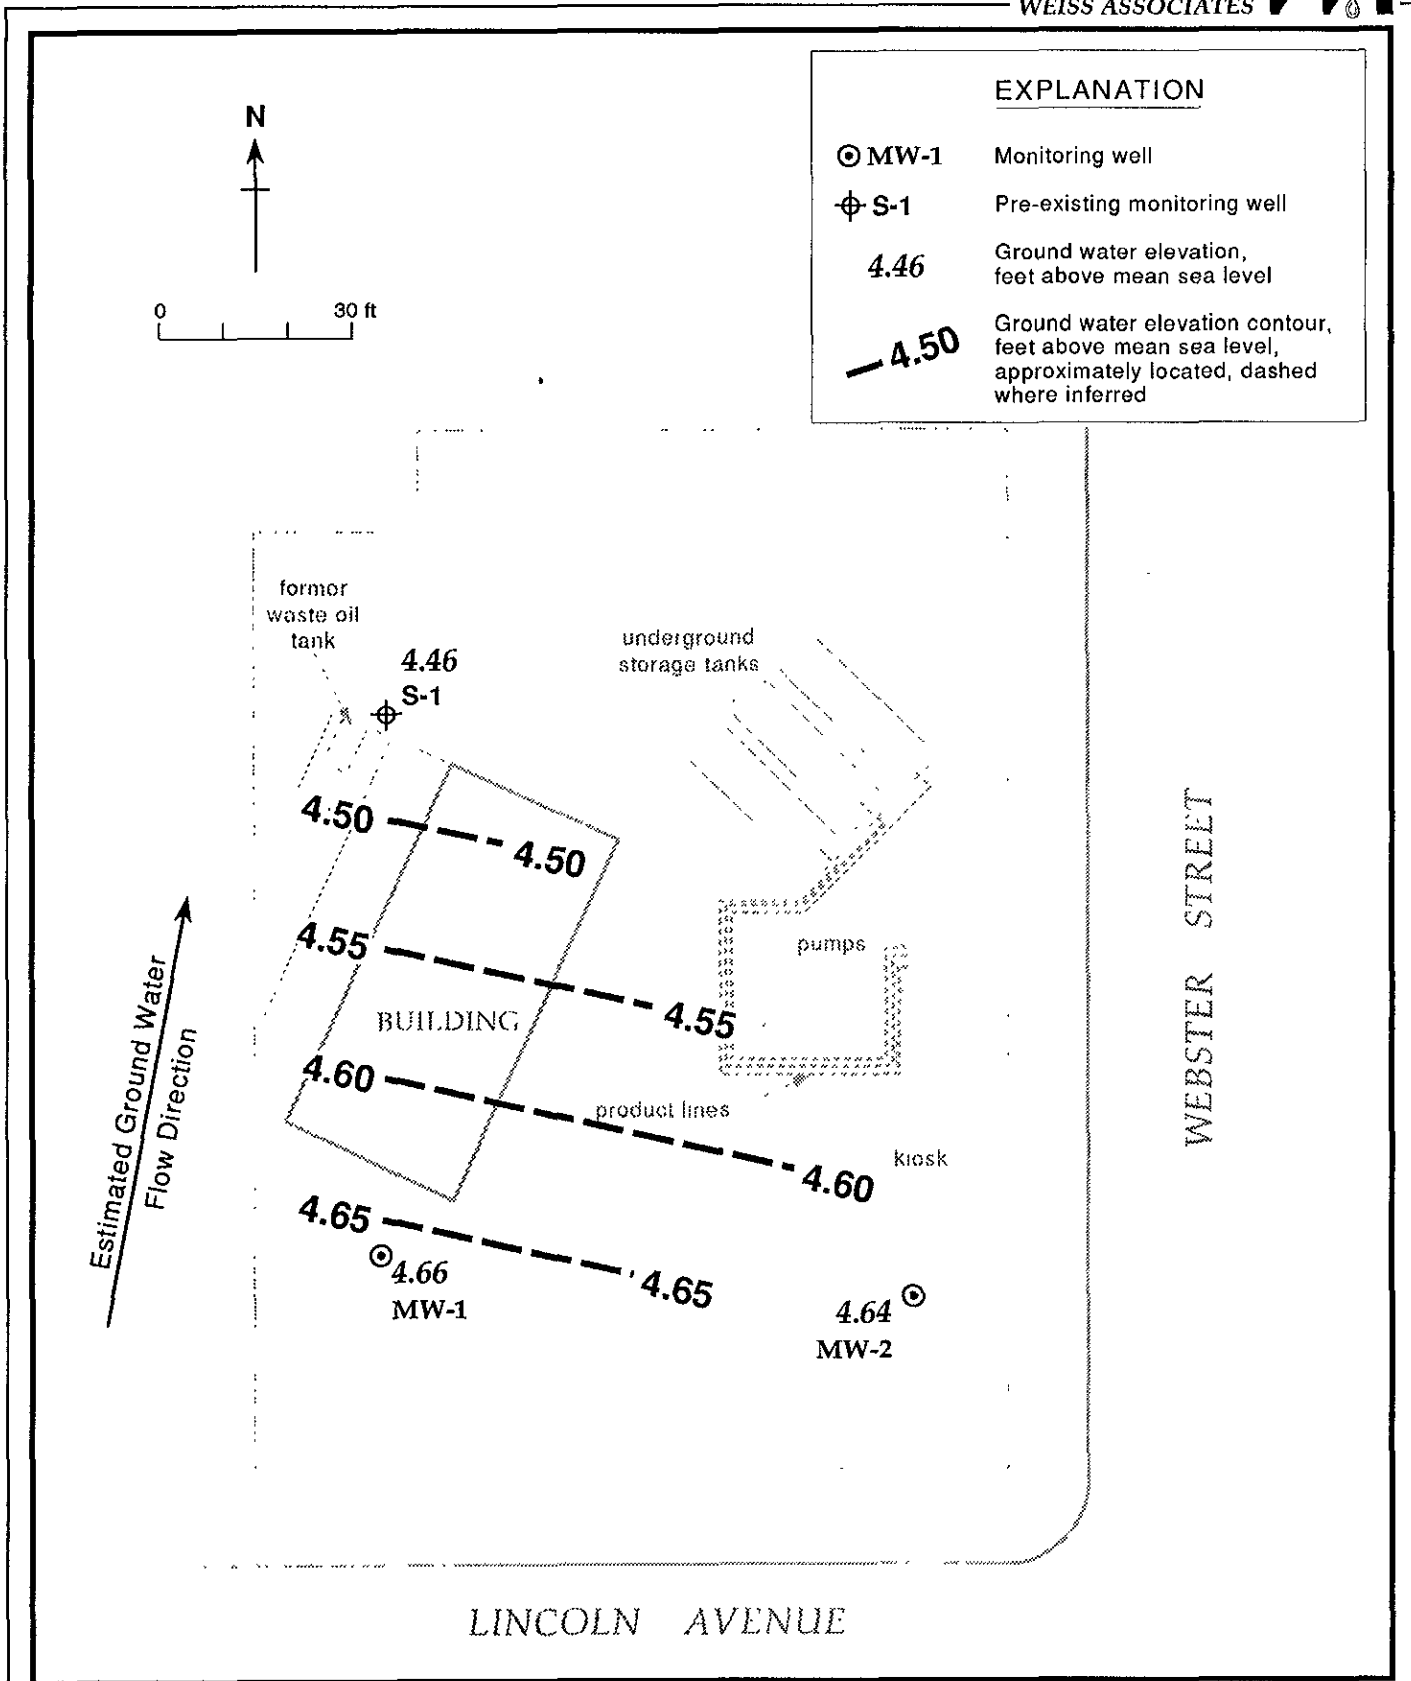 WEISS ASSOCIATES
EXPLANATION
MW-1 Monitoring well
S-1 Pre-existing monitoring well
4.46 Ground water elevation,
feet above mean sea level
4.50 Ground water elevation contour,
feet above mean sea level,
approximately located, dashed
where inferred
N
0 30 ft
formor
waste oil
tank
4.46
S-1
underground
storage tanks
4.50 4.50
4.55 4.55
pumps
BUILDING
4.60 4.60
product lines
kiosk
4.65 4.65
4.66
MW-1
4.64
MW-2
Estimated Ground Water
Flow Direction
WEBSTER STREET
LINCOLN AVENUE